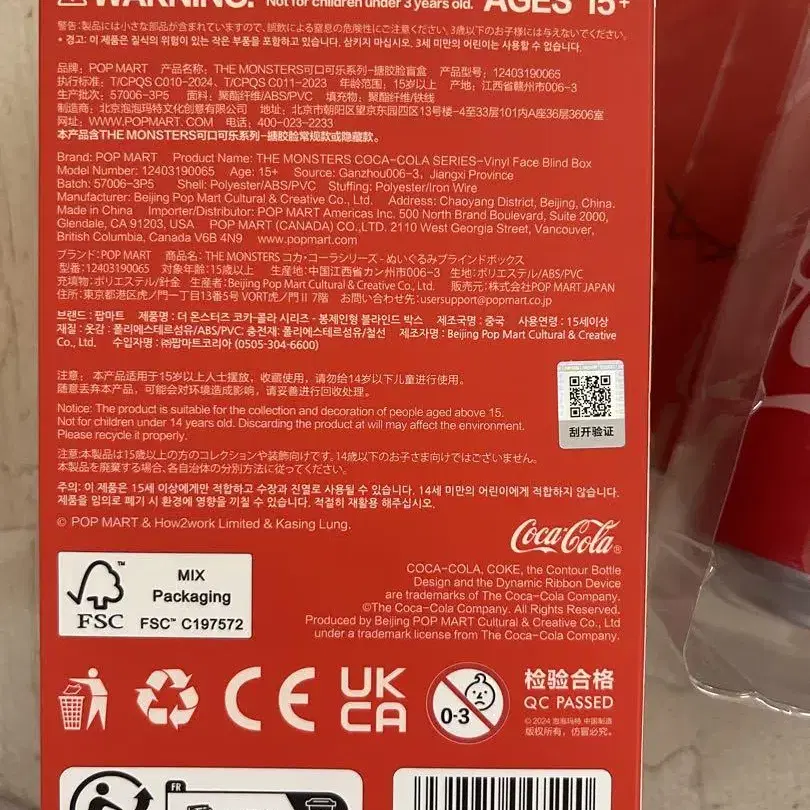 WARNING:
Not for children under 3 years old.
AGES 15+
警告:製品には小さな部品が含まれていますので、誤飲による窒息の危険性にご注意ください。3歳以下のお子様には与えないでください。
* 경고: 이 제품은 질식의 위험이 있는 작은 부품을 포함하고 있습니다. 삼키지 마십시오. 3세 미만의 어린이는 사용할 수 없습니다.
品牌：POP MART 产品名称：THE MONSTERS可口可乐系列-搪胶脸盲盒 产品型号：12403190065
执行标准：T/CPQS C010-2024、T/CPQS C011-2023 年龄范围：15岁以上 产地：江西省赣州市006-3
生产批次：57006-3P5 面料：聚酯纤维/ABS/PVC 填充物：聚酯纤维/铁线
制造商：北京泡泡玛特文化创意有限公司 地址：北京市朝阳区望京东园四区13号楼-4至33层101内A座36层3606室
网址：WWW.POPMART.COM 电话：400-023-2233
本产品含THE MONSTERS可口可乐系列-搪胶脸常规款或隐藏款。
Brand: POP MART Product Name: THE MONSTERS COCA-COLA SERIES-Vinyl Face Blind Box
Model Number: 12403190065 Age: 15+ Source: Ganzhou006-3, Jiangxi Province
Batch: 57006-3P5 Shell: Polyester/ABS/PVC Stuffing: Polyester/Iron Wire
Manufacturer: Beijing Pop Mart Cultural & Creative Co., Ltd. Address: Chaoyang District, Beijing, China.
Made in China Importer/Distributor: POP MART Americas Inc. 500 North Brand Boulevard, Suite 2000,
Glendale, CA 91203, USA POP MART (CANADA) CO.,LTD. 2110 West Georgia Street, Vancouver,
British Columbia, Canada V6B 4N9 www.popmart.com
ブランド：POP MART 商品名：THE MONSTERS コカ・コーラシリーズ - ぬいぐるみブラインドボックス
型番：12403190065 対象年齢：15歳以上 生産地：中国江西省カン州市006-3 生地：ポリエステル/ABS/PVC
充填物：ポリエステル/針金 生産者：Beijing Pop Mart Cultural & Creative Co., Ltd 販売元：株式会社POP MART JAPAN
住所：東京都港区虎ノ門一丁目13番5号 VORT虎ノ門II 7階 お問い合わせ先:usersupport@popmart.co.jp
브랜드 : 팝마트 제품명 : 더 몬스터즈 코카-콜라 시리즈 - 봉제인형 블라인드 박스 제조국명 : 중국 사용연령 : 15세이상
재질 : 옷감 : 폴리에스테르섬유/ABS/PVC; 충전재: 폴리에스테르섬유/철선 제조자명 : Beijing Pop Mart Cultural & Creative
Co., Ltd. 수입자명 : ㈜팝마트코리아 (0505-304-6600)
注意： 本产品适用于15岁以上人士摆放，收藏使用，请勿给14岁以下儿童进行使用。
随意丢弃本产品，可能会对环境造成影响，请妥善进行回收处理。
Notice: The product is suitable for the collection and decoration of people aged above 15.
Not for children under 14 years old. Discarding the product at will may affect the environment.
Please recycle it properly.
刮开验证
注意:本製品は15歳以上の方のコレクションや装飾向けです。14歳以下のお子さま向けではございません。
本製品を廃棄する場合、各自治体の分別方法に従ってください。
주의: 이 제품은 15세 이상에게만 적합하고 수장과 진열로 사용될 수 있습니다. 14세 미만의 어린이에게 적합하지 않습니다.
제품을 임의로 폐기 시 환경에 영향을 끼칠 수 있습니다. 적절히 재활용 해주십시오.
© POP MART & How2work Limited & Kasing Lung.
Coca-Cola®
COCA-COLA, COKE, the Contour Bottle
Design and the Dynamic Ribbon Device
are trademarks of The Coca-Cola Company.
©The Coca-Cola Company. All Rights Reserved.
Produced by Beijing POP MART Cultural & Creative Co., Ltd
under a trademark license from The Coca-Cola Company.
FSC™
MIX
Packaging
FSC™ C197572
CE
UK
CA
0-3
检验合格
QC PASSED
© 2024 泡泡玛特 中国制造
版权所有，仿冒必究。
FR